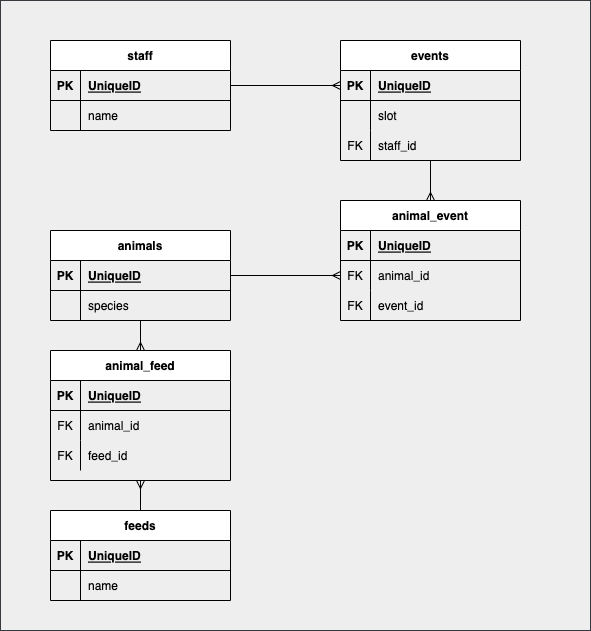 staff
PK UniqueID
name
events
PK UniqueID
slot
FK staff_id
animal_event
PK UniqueID
FK animal_id
FK event_id
animals
PK UniqueID
species
animal_feed
PK UniqueID
FK animal_id
FK feed_id
feeds
PK UniqueID
name